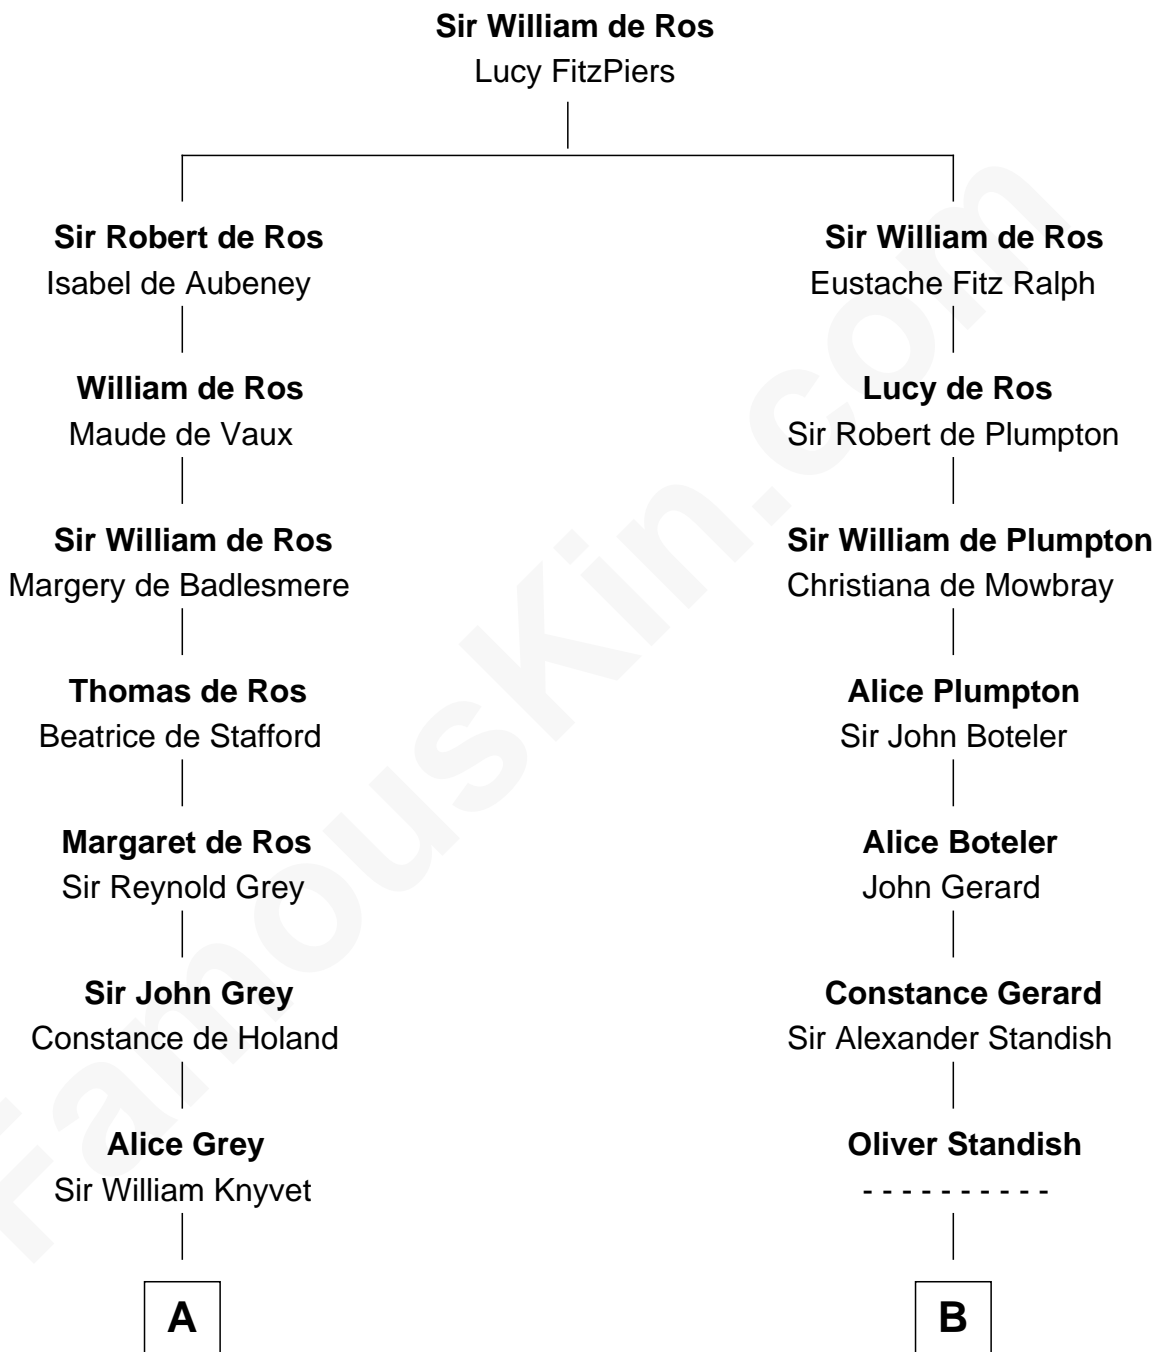 Sir William de Ros
Lucy FitzPiers
Sir Robert de Ros
Isabel de Aubeney
Sir William de Ros
Eustache Fitz Ralph
William de Ros
Maude de Vaux
Lucy de Ros
Sir Robert de Plumpton
Sir William de Ros
Margery de Badlesmere
Sir William de Plumpton
Christiana de Mowbray
Thomas de Ros
Beatrice de Stafford
Alice Plumpton
Sir John Boteler
Margaret de Ros
Sir Reynold Grey
Alice Boteler
John Gerard
Sir John Grey
Constance de Holand
Constance Gerard
Sir Alexander Standish
Alice Grey
Sir William Knyvet
Oliver Standish
- - - - - - - - - -
A
B
FamousKin.com